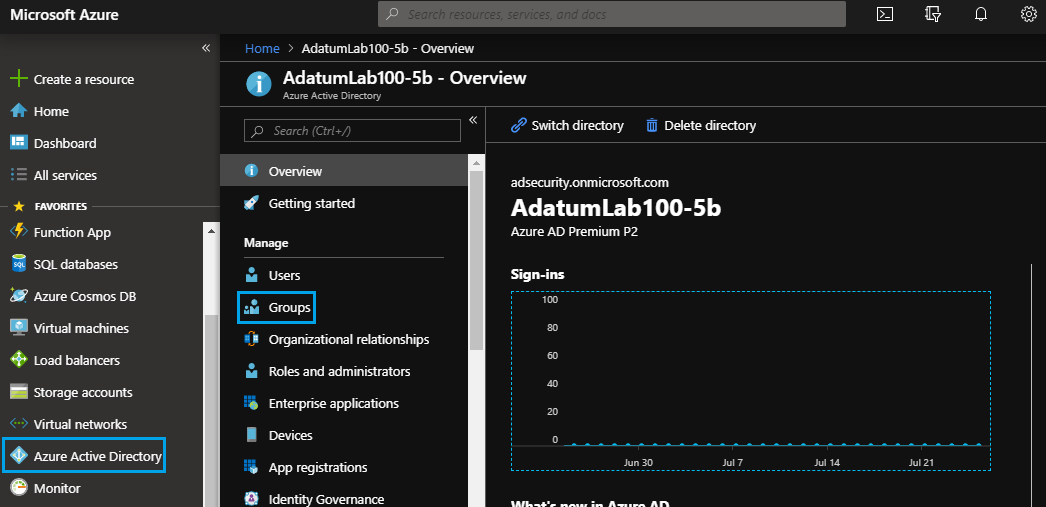 Microsoft Azure
Search resources, services, and docs
Create a resource
Home
Dashboard
All services
FAVORITES
Function App
SQL databases
Azure Cosmos DB
Virtual machines
Load balancers
Storage accounts
Virtual networks
Azure Active Directory
Monitor
Home > AdatumLab100-5b - Overview
AdatumLab100-5b - Overview
Azure Active Directory
Search (Ctrl+/)
Overview
Getting started
Manage
Users
Groups
Organizational relationships
Roles and administrators
Enterprise applications
Devices
App registrations
Identity Governance
Switch directory
Delete directory
adsecurity.onmicrosoft.com
AdatumLab100-5b
Azure AD Premium P2
Sign-ins
100
80
60
40
20
0
Jun 30 Jul 7 Jul 14 Jul 21
What's new in Azure AD